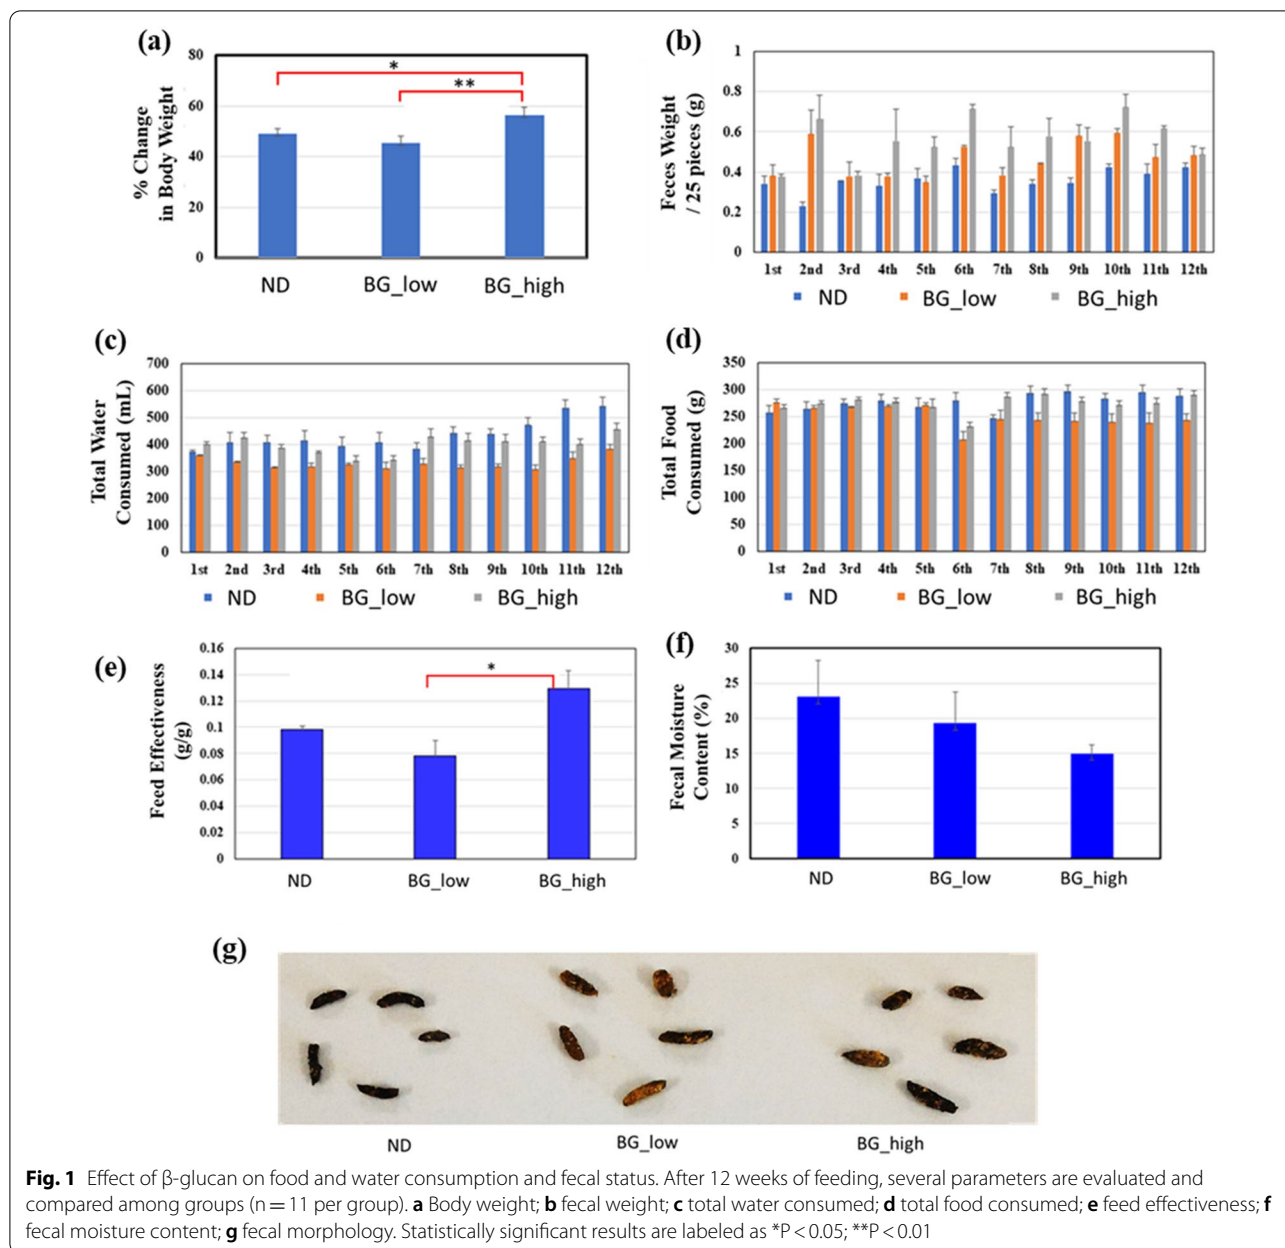 (a)
80
60
40
20
0
% Change
in Body Weight
*
**
ND BG_low BG_high
(b)
1
0.8
0.6
0.4
0.2
0
Feces Weight
/ 25 pieces (g)
1st 2nd 3rd 4th 5th 6th 7th 8th 9th 10th 11th 12th
ND BG_low BG_high
(c)
700
600
500
400
300
200
100
0
Total Water
Consumed (mL)
1st 2nd 3rd 4th 5th 6th 7th 8th 9th 10th 11th 12th
ND BG_low BG_high
(d)
350
300
250
200
150
100
50
0
Total Food
Consumed (g)
1st 2nd 3rd 4th 5th 6th 7th 8th 9th 10th 11th 12th
ND BG_low BG_high
(e)
0.16
0.14
0.12
0.1
0.08
0.06
0.04
0.02
0
Feed Effectiveness
(g/g)
*
ND BG_low BG_high
(f)
30
25
20
15
10
5
0
Fecal Moisture
Content (%)
ND BG_low BG_high
(g)
ND BG_low BG_high
Fig. 1 Effect of β-glucan on food and water consumption and fecal status. After 12 weeks of feeding, several parameters are evaluated and
compared among groups (n = 11 per group). a Body weight; b fecal weight; c total water consumed; d total food consumed; e feed effectiveness; f
fecal moisture content; g fecal morphology. Statistically significant results are labeled as *P < 0.05; **P < 0.01